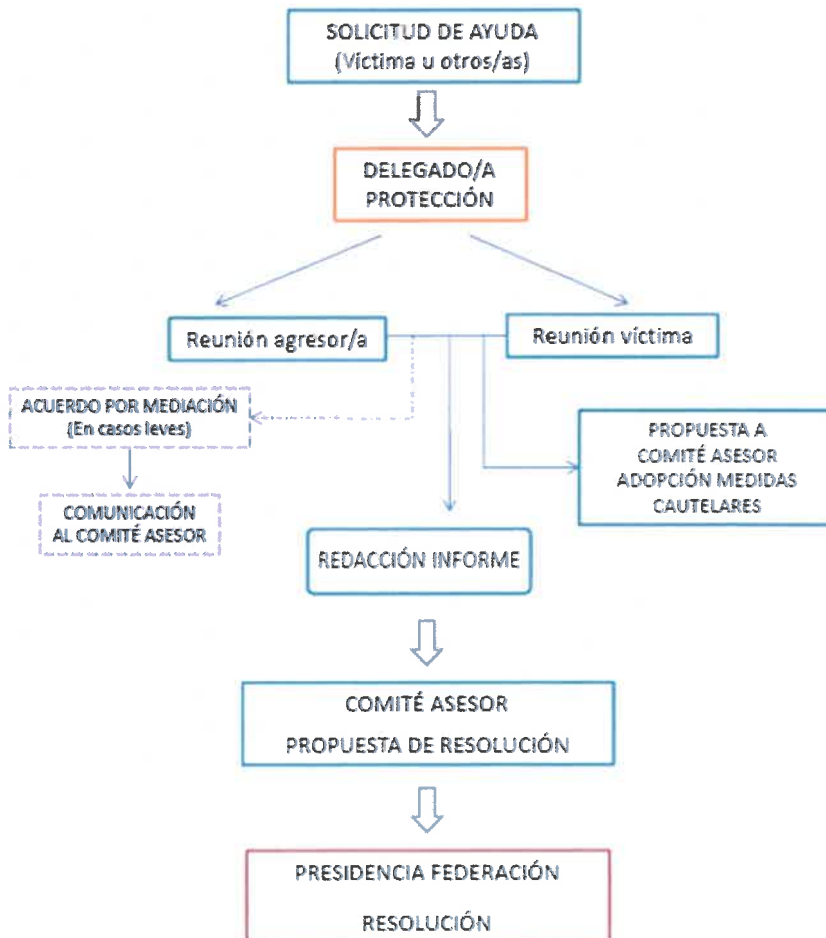 SOLICITUD DE AYUDA
(Víctima u otros/as)
DELEGADO/A
PROTECCIÓN
Reunión agresor/a
Reunión víctima
ACUERDO POR MEDIACIÓN
(En casos leves)
PROPUESTA A
COMITÉ ASESOR
ADOPCIÓN MEDIDAS
CAUTELARES
COMUNICACIÓN
AL COMITÉ ASESOR
REDACCIÓN INFORME
COMITÉ ASESOR
PROPUESTA DE RESOLUCIÓN
PRESIDENCIA FEDERACIÓN
RESOLUCIÓN